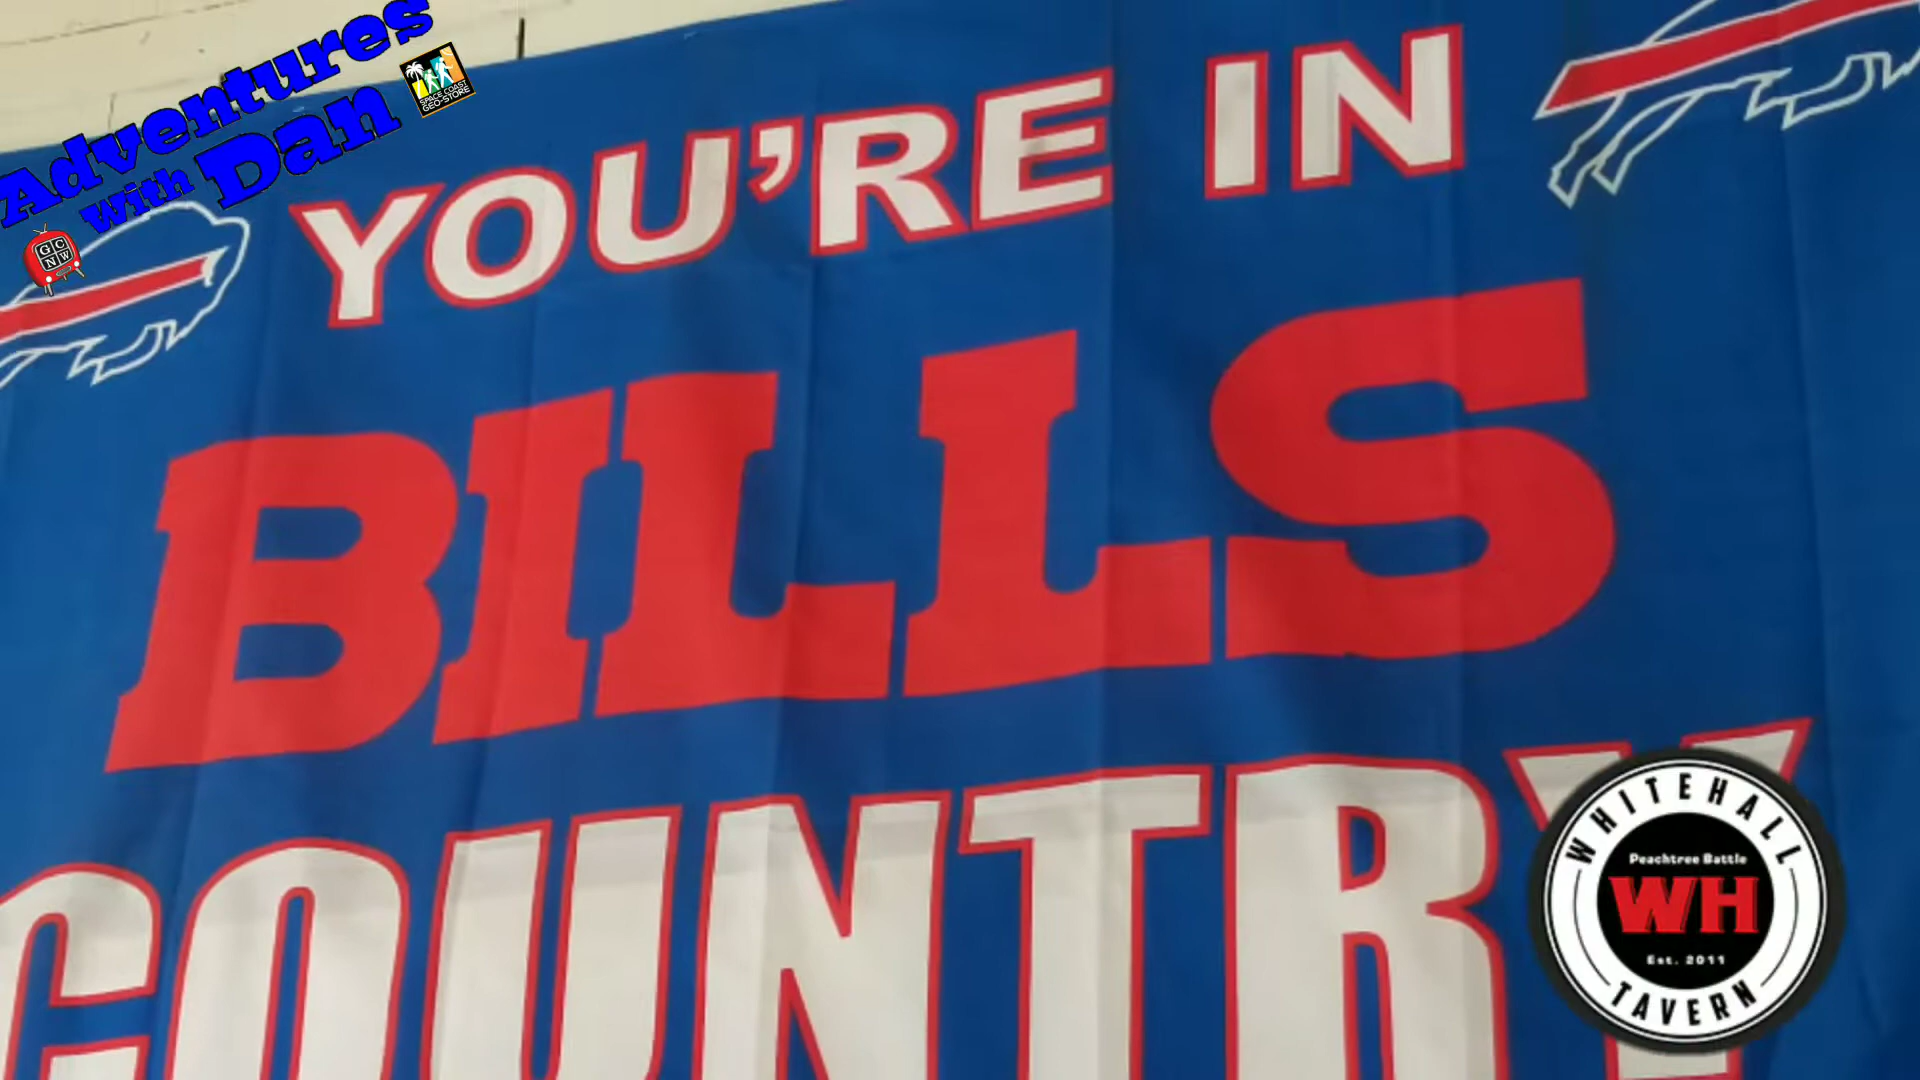 Adventures
with Dan
SPACE COAST
GEO-STORE
GC
NW
YOU'RE IN
BILLS
COUNTRY
WHITEHALL
Peachtree Battle
WH
Est. 2011
TAVERN